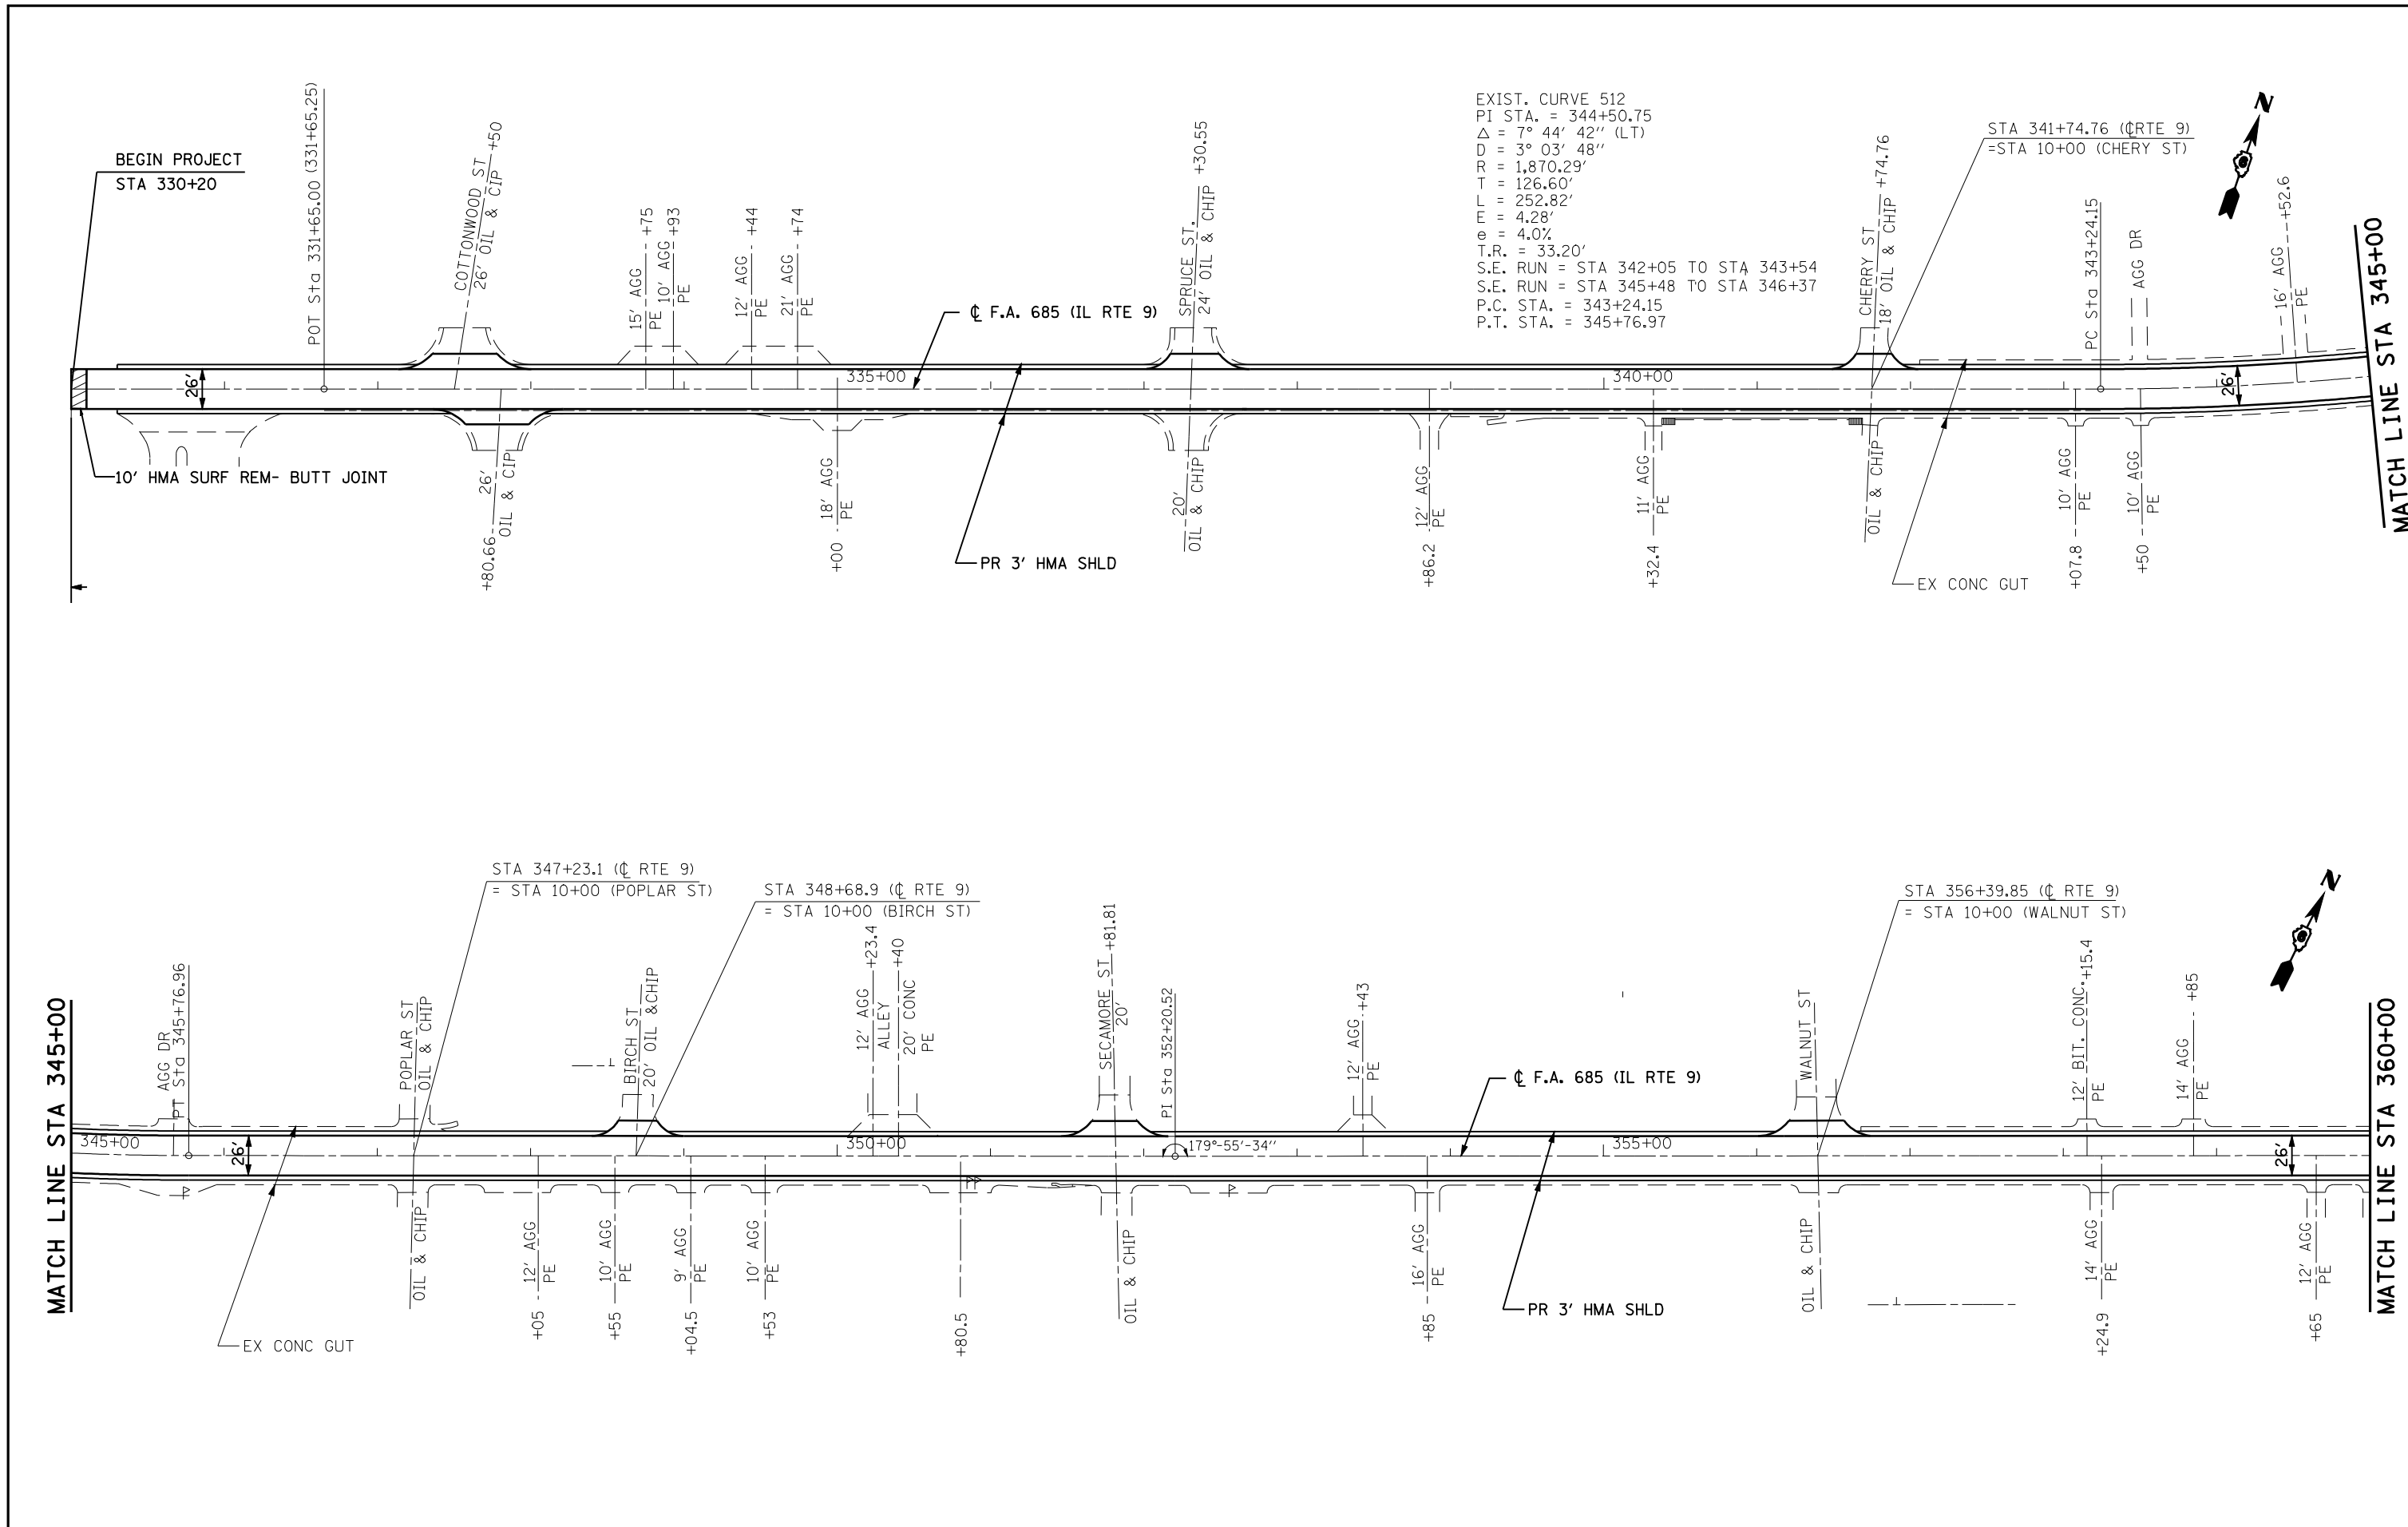 BEGIN PROJECT
STA 330+20
POT Sta 331+65.00 (331+65.25)
COTTONWOOD ST +50
26' OIL & CIP
15' AGG +75
PE
10' AGG +93
PE
12' AGG +44
PE
21' AGG +74
PE
℄ F.A. 685 (IL RTE 9)
SPRUCE ST. +30.55
24' OIL & CHIP
EXIST. CURVE 512
PI STA. = 344+50.75
△ = 7° 44' 42'' (LT)
D = 3° 03' 48''
R = 1,870.29'
T = 126.60'
L = 252.82'
E = 4.28'
e = 4.0%
T.R. = 33.20'
S.E. RUN = STA 342+05 TO STA 343+54
S.E. RUN = STA 345+48 TO STA 346+37
P.C. STA. = 343+24.15
P.T. STA. = 345+76.97
CHERRY ST +74.76
18' OIL & CHIP
STA 341+74.76 (℄RTE 9)
=STA 10+00 (CHERY ST)
PC Sta 343+24.15
AGG DR
16' AGG +52.6
PE
N
MATCH LINE STA 345+00
26'
335+00
340+00
26'
10' HMA SURF REM- BUTT JOINT
+80.66 26'
OIL & CIP
+00 18' AGG
PE
PR 3' HMA SHLD
20'
OIL & CHIP
+86.2 12' AGG
PE
+32.4 11' AGG
PE
OIL & CHIP
EX CONC GUT
+07.8 10' AGG
PE
+50 10' AGG
PE
MATCH LINE STA 345+00
AGG DR
PT Sta 345+76.96
POPLAR ST
OIL & CHIP
STA 347+23.1 (℄ RTE 9)
= STA 10+00 (POPLAR ST)
BIRCH ST
20' OIL &CHIP
STA 348+68.9 (℄ RTE 9)
= STA 10+00 (BIRCH ST)
12' AGG +23.4
ALLEY
20' CONC +40
PE
SECAMORE ST +81.81
20'
PI Sta 352+20.52
12' AGG +43
PE
℄ F.A. 685 (IL RTE 9)
WALNUT ST
STA 356+39.85 (℄ RTE 9)
= STA 10+00 (WALNUT ST)
12' BIT. CONC. +15.4
PE
14' AGG +85
PE
N
MATCH LINE STA 360+00
345+00
26'
350+00
179°-55'-34''
355+00
26'
EX CONC GUT
OIL & CHIP
+05 12' AGG
PE
+55 10' AGG
PE
+04.5 9' AGG
PE
+53 10' AGG
PE
+80.5
OIL & CHIP
+85 16' AGG
PE
PR 3' HMA SHLD
OIL & CHIP
+24.9 14' AGG
PE
+65 12' AGG
PE